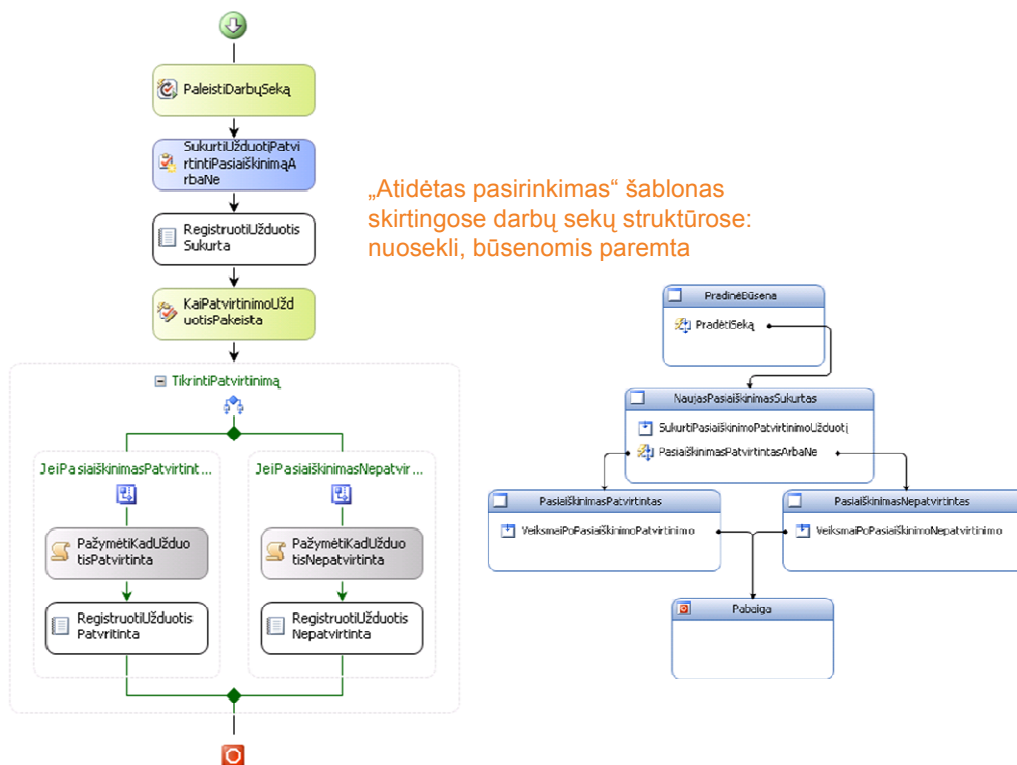 PaleistiDarbųSeką
SukurtiUžduotįPatvi
rtintiPasiaiškinimąA
rbaNe
RegistruotiUžduotis
Sukurta
KaiPatvirtinimoUžd
uotisPakeista
TikrintiPatvirtinimą
JeiPasiaiškinimasPatvirtint...
PažymėtiKadUžduo
tisPatvirtinta
RegistruotiUžduotis
Patvritinta
JeiPasiaiškinimasNepatvir...
PažymėtiKadUžduo
tisNepatvirtinta
RegistruotiUžduotis
Nepatvirtinta
„Atidėtas pasirinkimas“ šablonas
skirtingose darbų sekų struktūrose:
nuosekli, būsenomis paremta
PradinėBūsena
PradėtiSeką
NaujasPasiaiškinimasSukurtas
SukurtiPasiaiškinimoPatvirtinimoUžduotį
PasiaiškinimasPatvirtintasArbaNe
PasiaiškinimasPatvirtintas
VeiksmaiPoPasiaiškinimoPatvirtinimo
PasiaiškinimasNepatvirtintas
VeiksmaiPoPasiaiškinimoNepatvirtinimo
Pabaiga